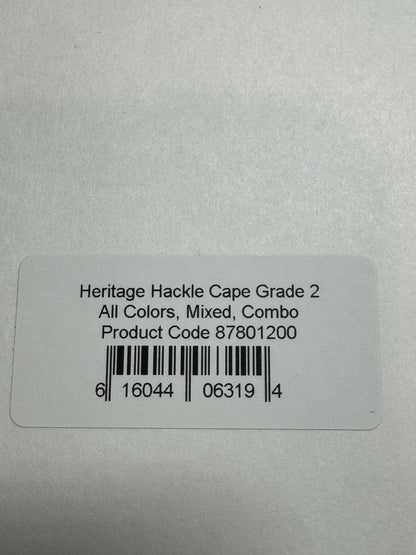 Heritage Hackle Cape Grade 2
All Colors, Mixed, Combo
Product Code 87801200
6 16044 06319 4